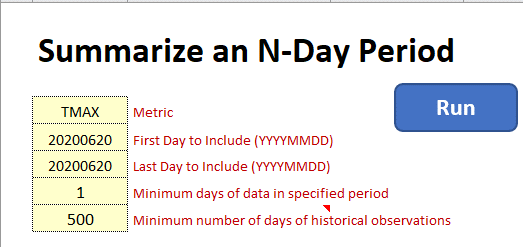 Summarize an N-Day Period
Run
TMAX Metric
20200620 First Day to Include (YYYYMMDD)
20200620 Last Day to Include (YYYYMMDD)
1 Minimum days of data in specified period
500 Minimum number of days of historical observations